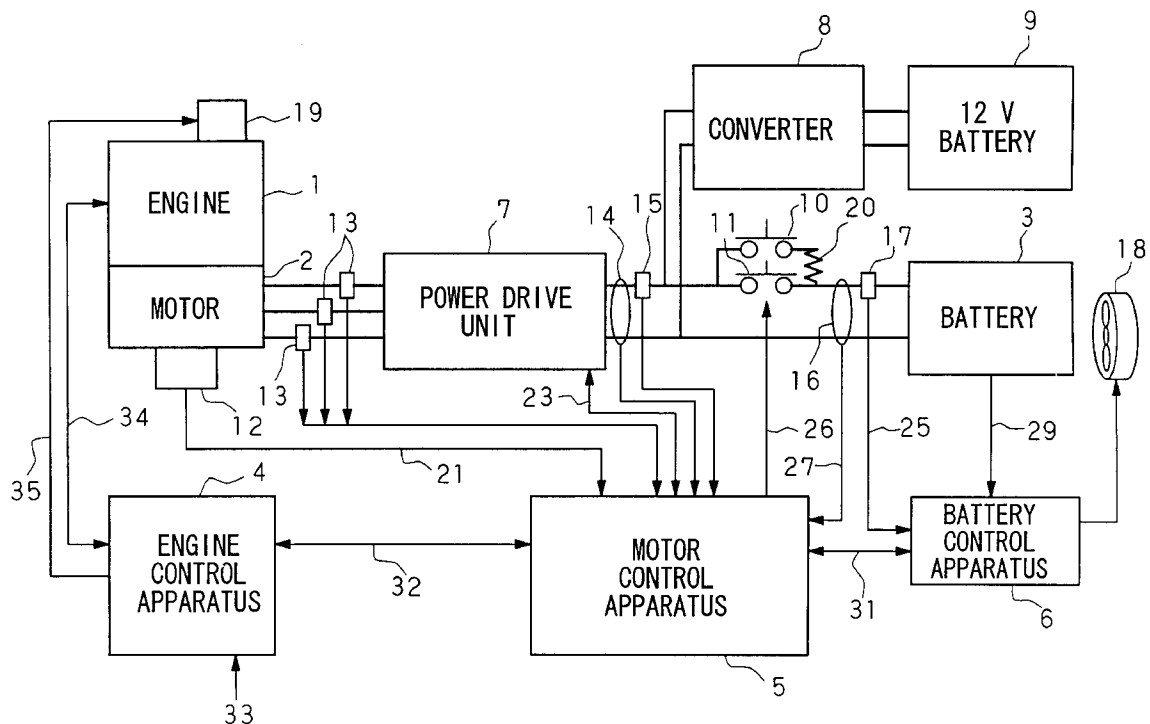 8
9
19
CONVERTER
12 V
BATTERY
ENGINE
1
10
20
7
14
15
11
17
3
18
2
13
MOTOR
POWER DRIVE
UNIT
BATTERY
13
16
12
23
34
21
26
27
25
29
35
4
5
6
ENGINE
CONTROL
APPARATUS
32
MOTOR
CONTROL
APPARATUS
31
BATTERY
CONTROL
APPARATUS
33